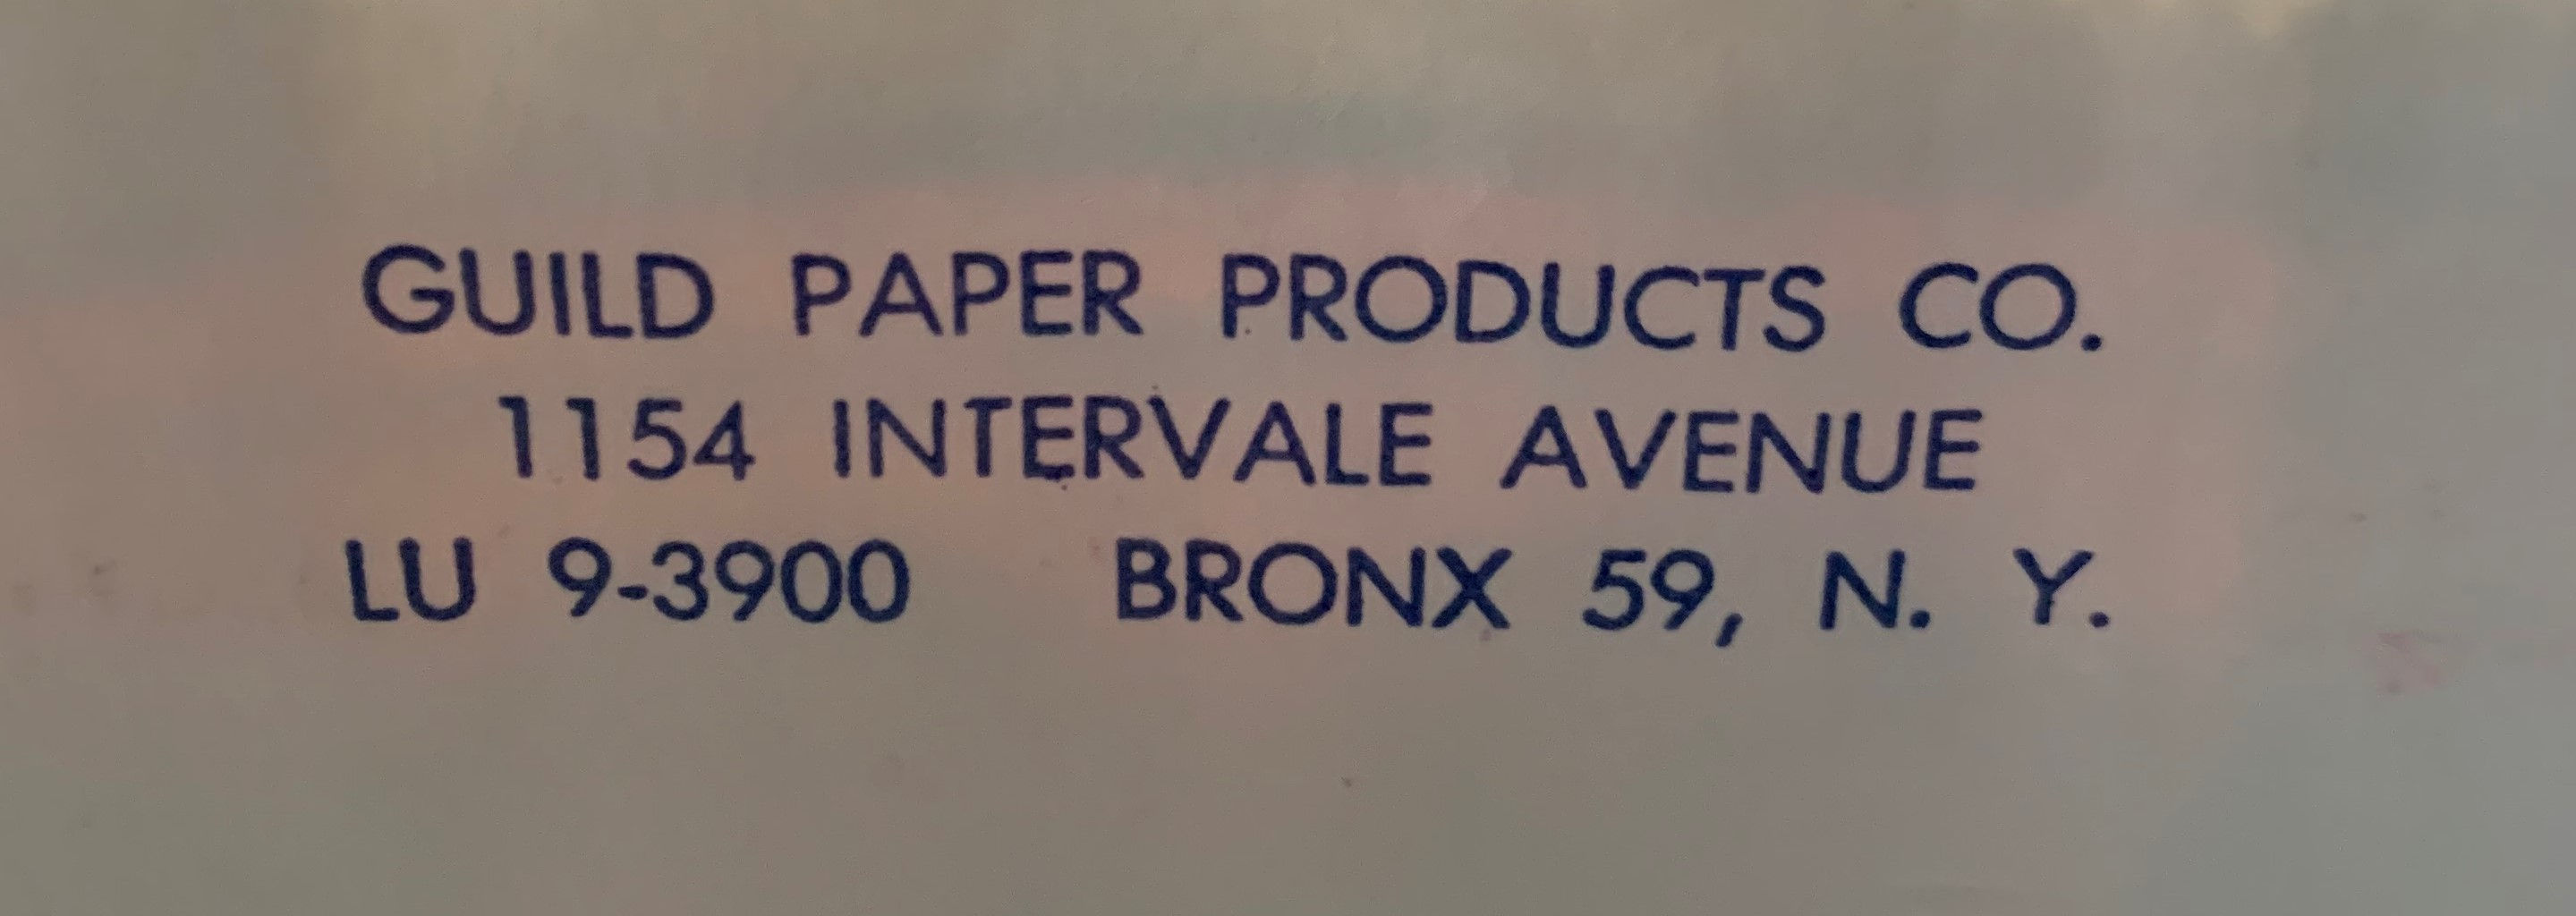 GUILD PAPER PRODUCTS CO.
1154 INTERVALE AVENUE
LU 9-3900 BRONX 59, N. Y.